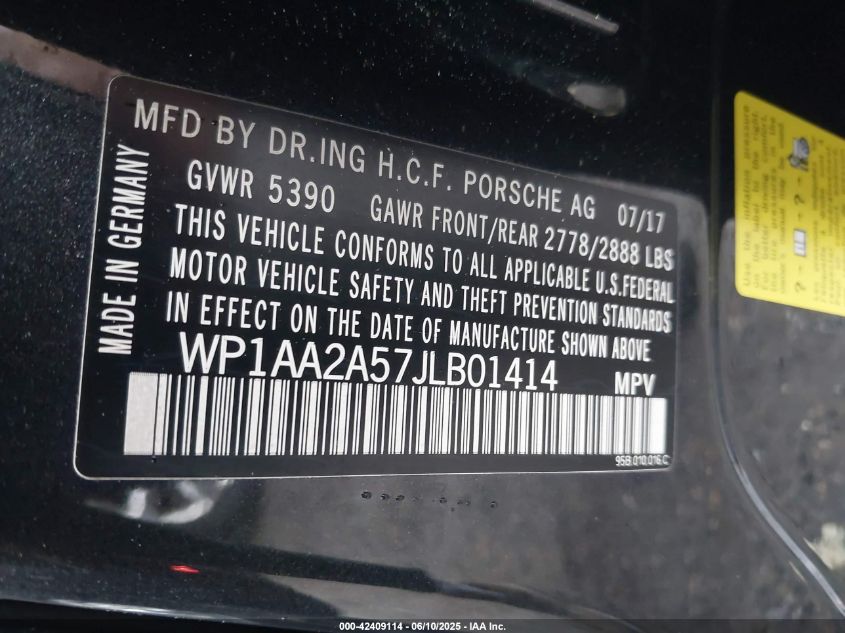 MFD BY DR.ING H.C.F. PORSCHE AG 07/17
GVWR 5390 GAWR FRONT/REAR 2778/2888 LBS
THIS VEHICLE CONFORMS TO ALL APPLICABLE U.S.FEDERAL
MOTOR VEHICLE SAFETY AND THEFT PREVENTION STANDARDS
IN EFFECT ON THE DATE OF MANUFACTURE SHOWN ABOVE
WP1AA2A57JLB01414 MPV
95B.010.016.C
MADE IN GERMANY
000-42409114 - 06/10/2025 - IAA Inc.